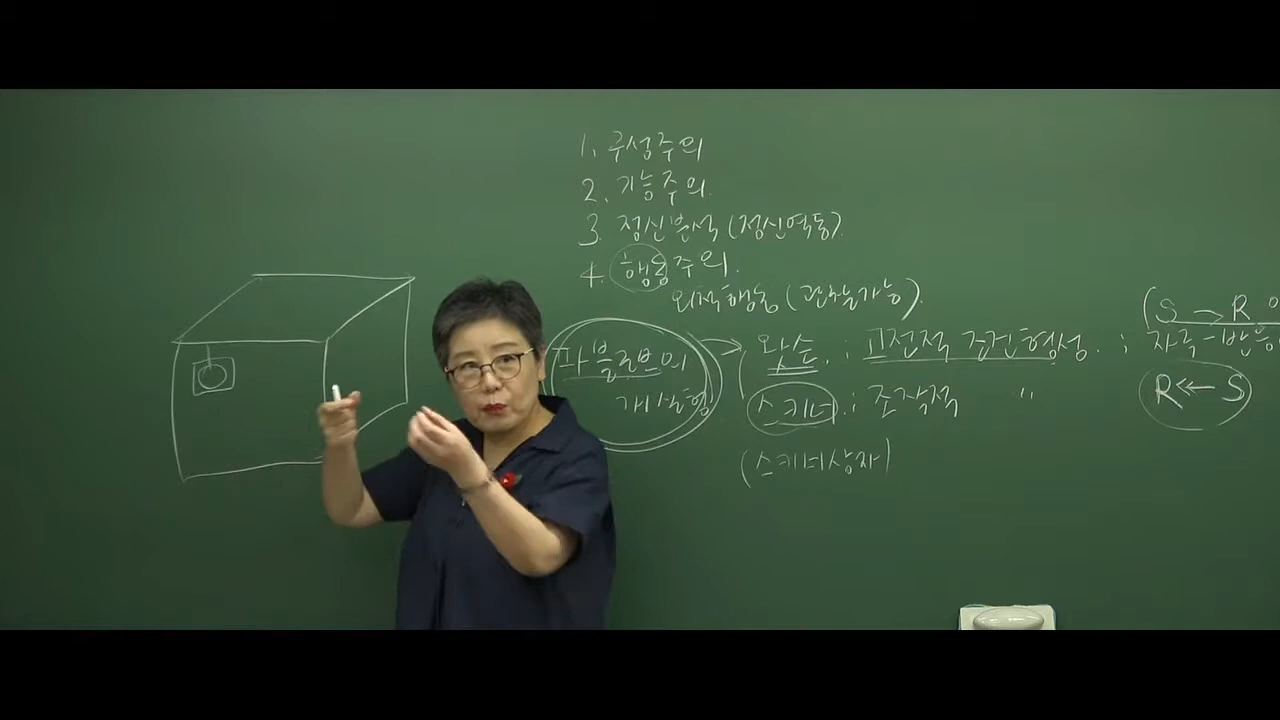 1. 구성주의
2. 기능주의.
3. 정신분석 (정신역동).
4. 행동주의.
외적행동 (관찰가능).
파블로브의
개실험
왓슨 ; 고전적 조건형성. ; 자극-반응
(S → R
스키너 ; 조작적 〃
R ← S
(스키너상자)